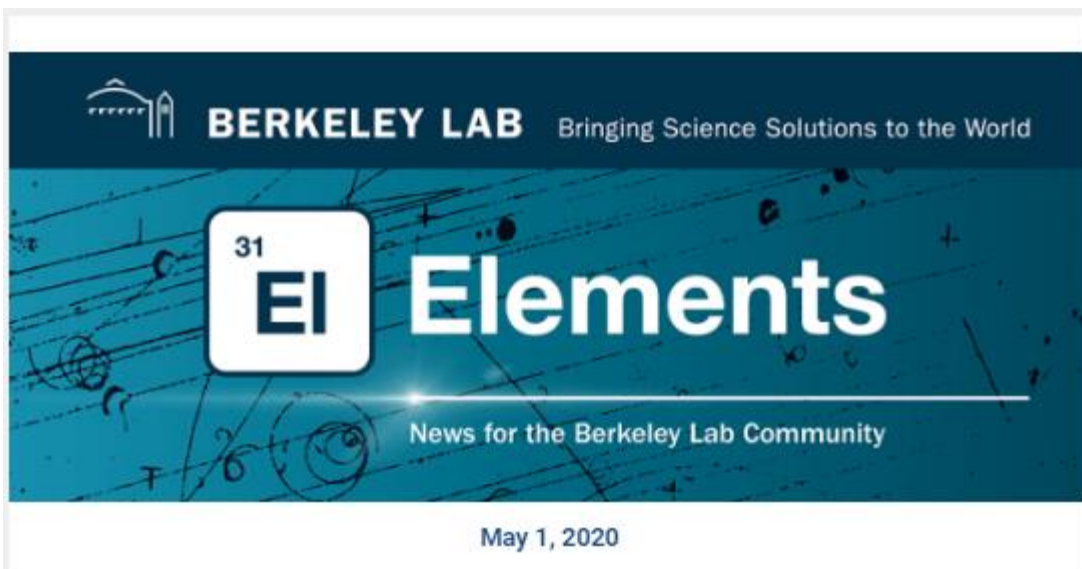 BERKELEY LAB Bringing Science Solutions to the World
31
El Elements
News for the Berkeley Lab Community
May 1, 2020